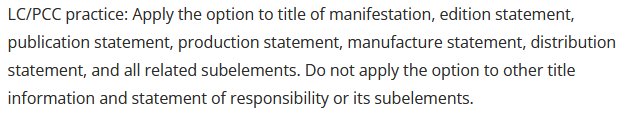 LC/PCC practice: Apply the option to title of manifestation, edition statement,
publication statement, production statement, manufacture statement, distribution
statement, and all related subelements. Do not apply the option to other title
information and statement of responsibility or its subelements.